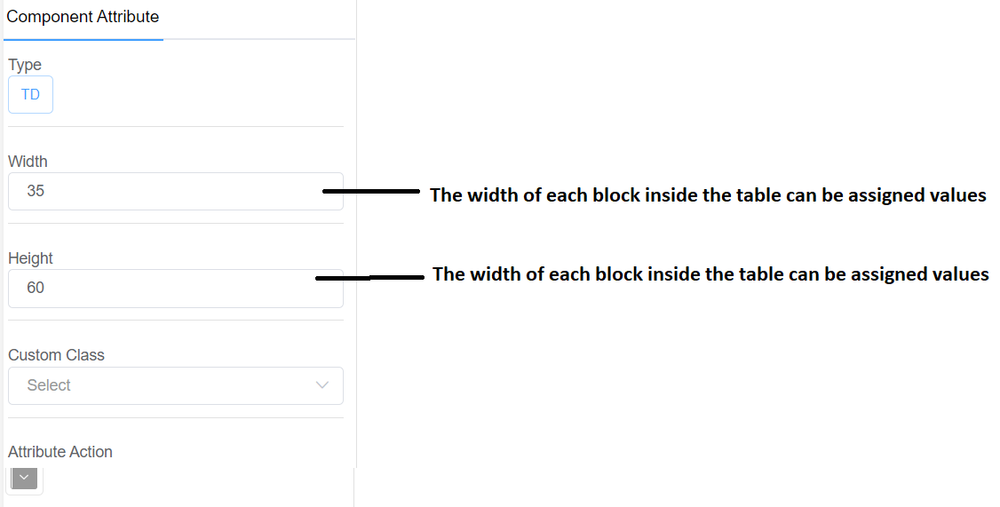 Component Attribute
Type
TD
Width
35
The width of each block inside the table can be assigned values
Height
60
The width of each block inside the table can be assigned values
Custom Class
Select
Attribute Action